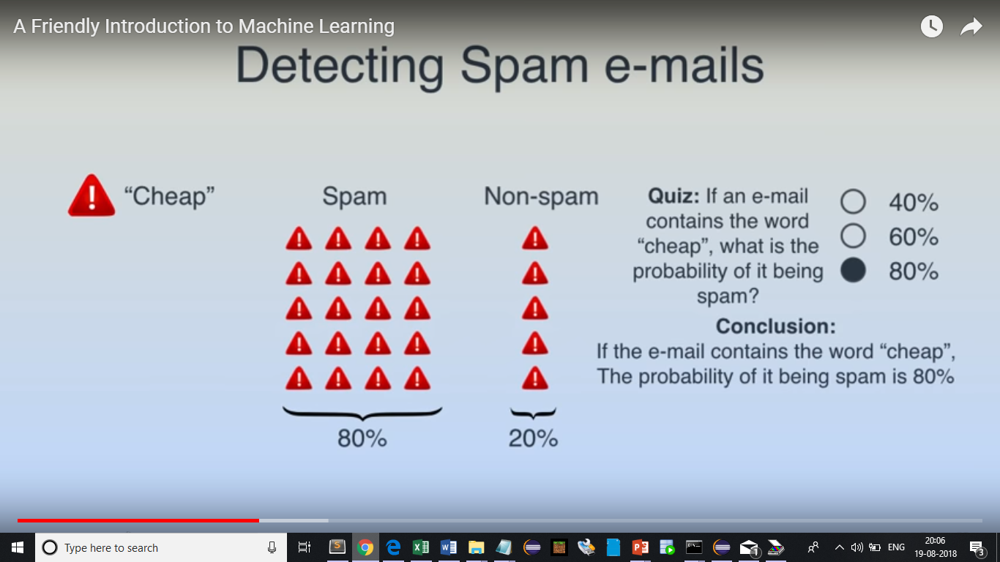 A Friendly Introduction to Machine Learning
Detecting Spam e-mails
“Cheap”
Spam
Non-spam
80%
20%
Quiz: If an e-mail
contains the word
“cheap”, what is the
probability of it being
spam?
40%
60%
80%
Conclusion:
If the e-mail contains the word “cheap”,
The probability of it being spam is 80%
Type here to search
ENG
20:06
19-08-2018
1
3